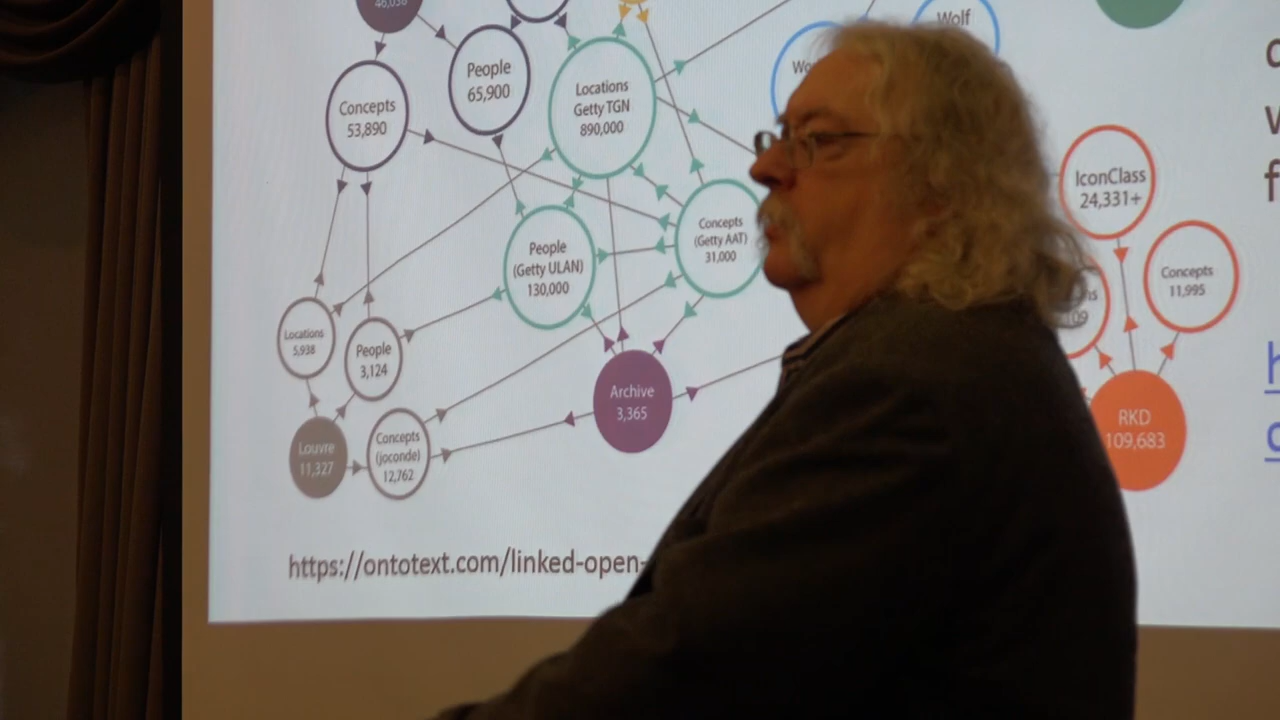 46,036
People
65,900
Concepts
53,890
Locations
Getty TGN
890,000
Wolf
IconClass
24,331+
Concepts
(Getty AAT)
31,000
People
(Getty ULAN)
130,000
Concepts
11,995
Locations
5,938
People
3,124
Archive
3,365
RKD
109,683
Louvre
11,327
Concepts
(joconde)
12,762
https://ontotext.com/linked-open-